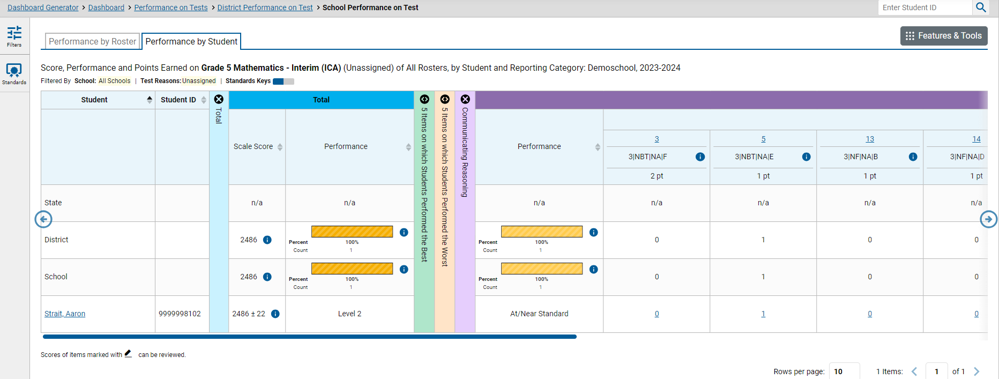 Dashboard Generator > Dashboard > Performance on Tests > District Performance on Test > School Performance on Test
Enter Student ID
Filters
Standards
Performance by Roster
Performance by Student
Features & Tools
Score, Performance and Points Earned on Grade 5 Mathematics - Interim (ICA) (Unassigned) of All Rosters, by Student and Reporting Category: Demoschool, 2023-2024
Filtered By School: All Schools | Test Reasons: Unassigned | Standards Keys
Student
Student ID
Total
Total
Scale Score
Performance
5 Items on which Students Performed the Best
5 Items on which Students Performed the Worst
Communicating Reasoning
Performance
3 5 13 14
3|NBT|NA|F 3|NBT|NA|E 3|NF|NA|B 3|NF|NA|D
2 pt 1 pt 1 pt 1 pt
State n/a n/a n/a n/a n/a n/a n/a
District 2486 Percent 100% Percent 100% 0 1 0 0
Count 1 Count 1
School 2486 Percent 100% Percent 100% 0 1 0 0
Count 1 Count 1
Strait, Aaron 9999998102 2486 ± 22 Level 2 At/Near Standard 0 1 0 0
Scores of items marked with can be reviewed.
Rows per page: 10 1 Items: 1 of 1